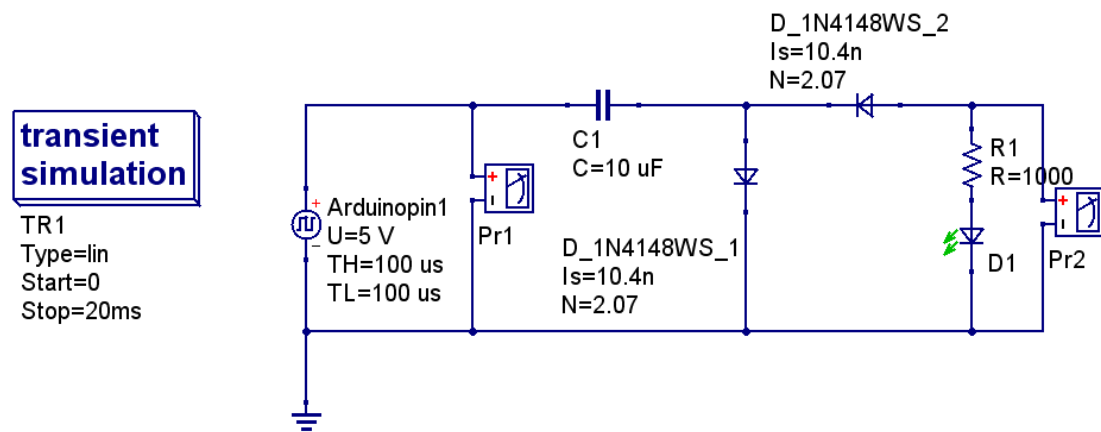 transient
simulation
TR1
Type=lin
Start=0
Stop=20ms
Arduinopin1
U=5 V
TH=100 us
TL=100 us
Pr1
C1
C=10 uF
D_1N4148WS_1
Is=10.4n
N=2.07
D_1N4148WS_2
Is=10.4n
N=2.07
R1
R=1000
D1
Pr2